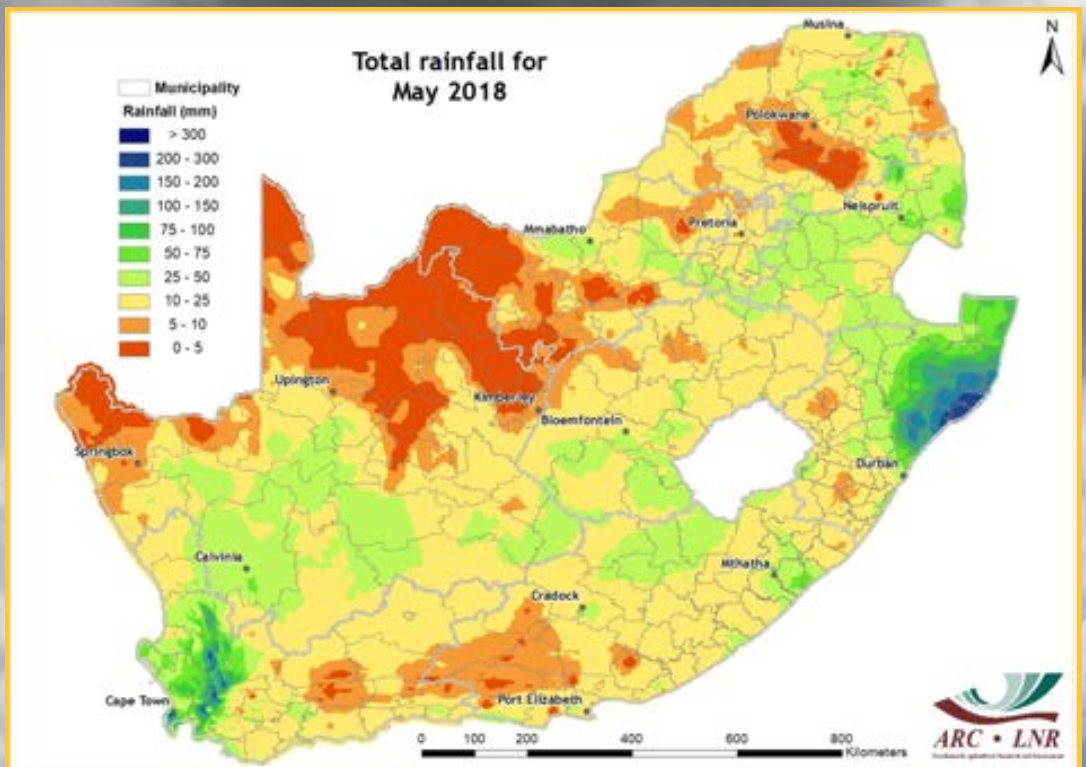 Total rainfall for
May 2018
N
Municipality
Rainfall (mm)
> 300
200 - 300
150 - 200
100 - 150
75 - 100
50 - 75
25 - 50
10 - 25
5 - 10
0 - 5
Musina
Polokwane
Nelspruit
Pretoria
Mmabatho
Upington
Kimberley
Bloemfontein
Springbok
Durban
Calvinia
Mthatha
Cradock
Cape Town
Port Elizabeth
0 100 200 400 600 800
Kilometers
ARC • LNR